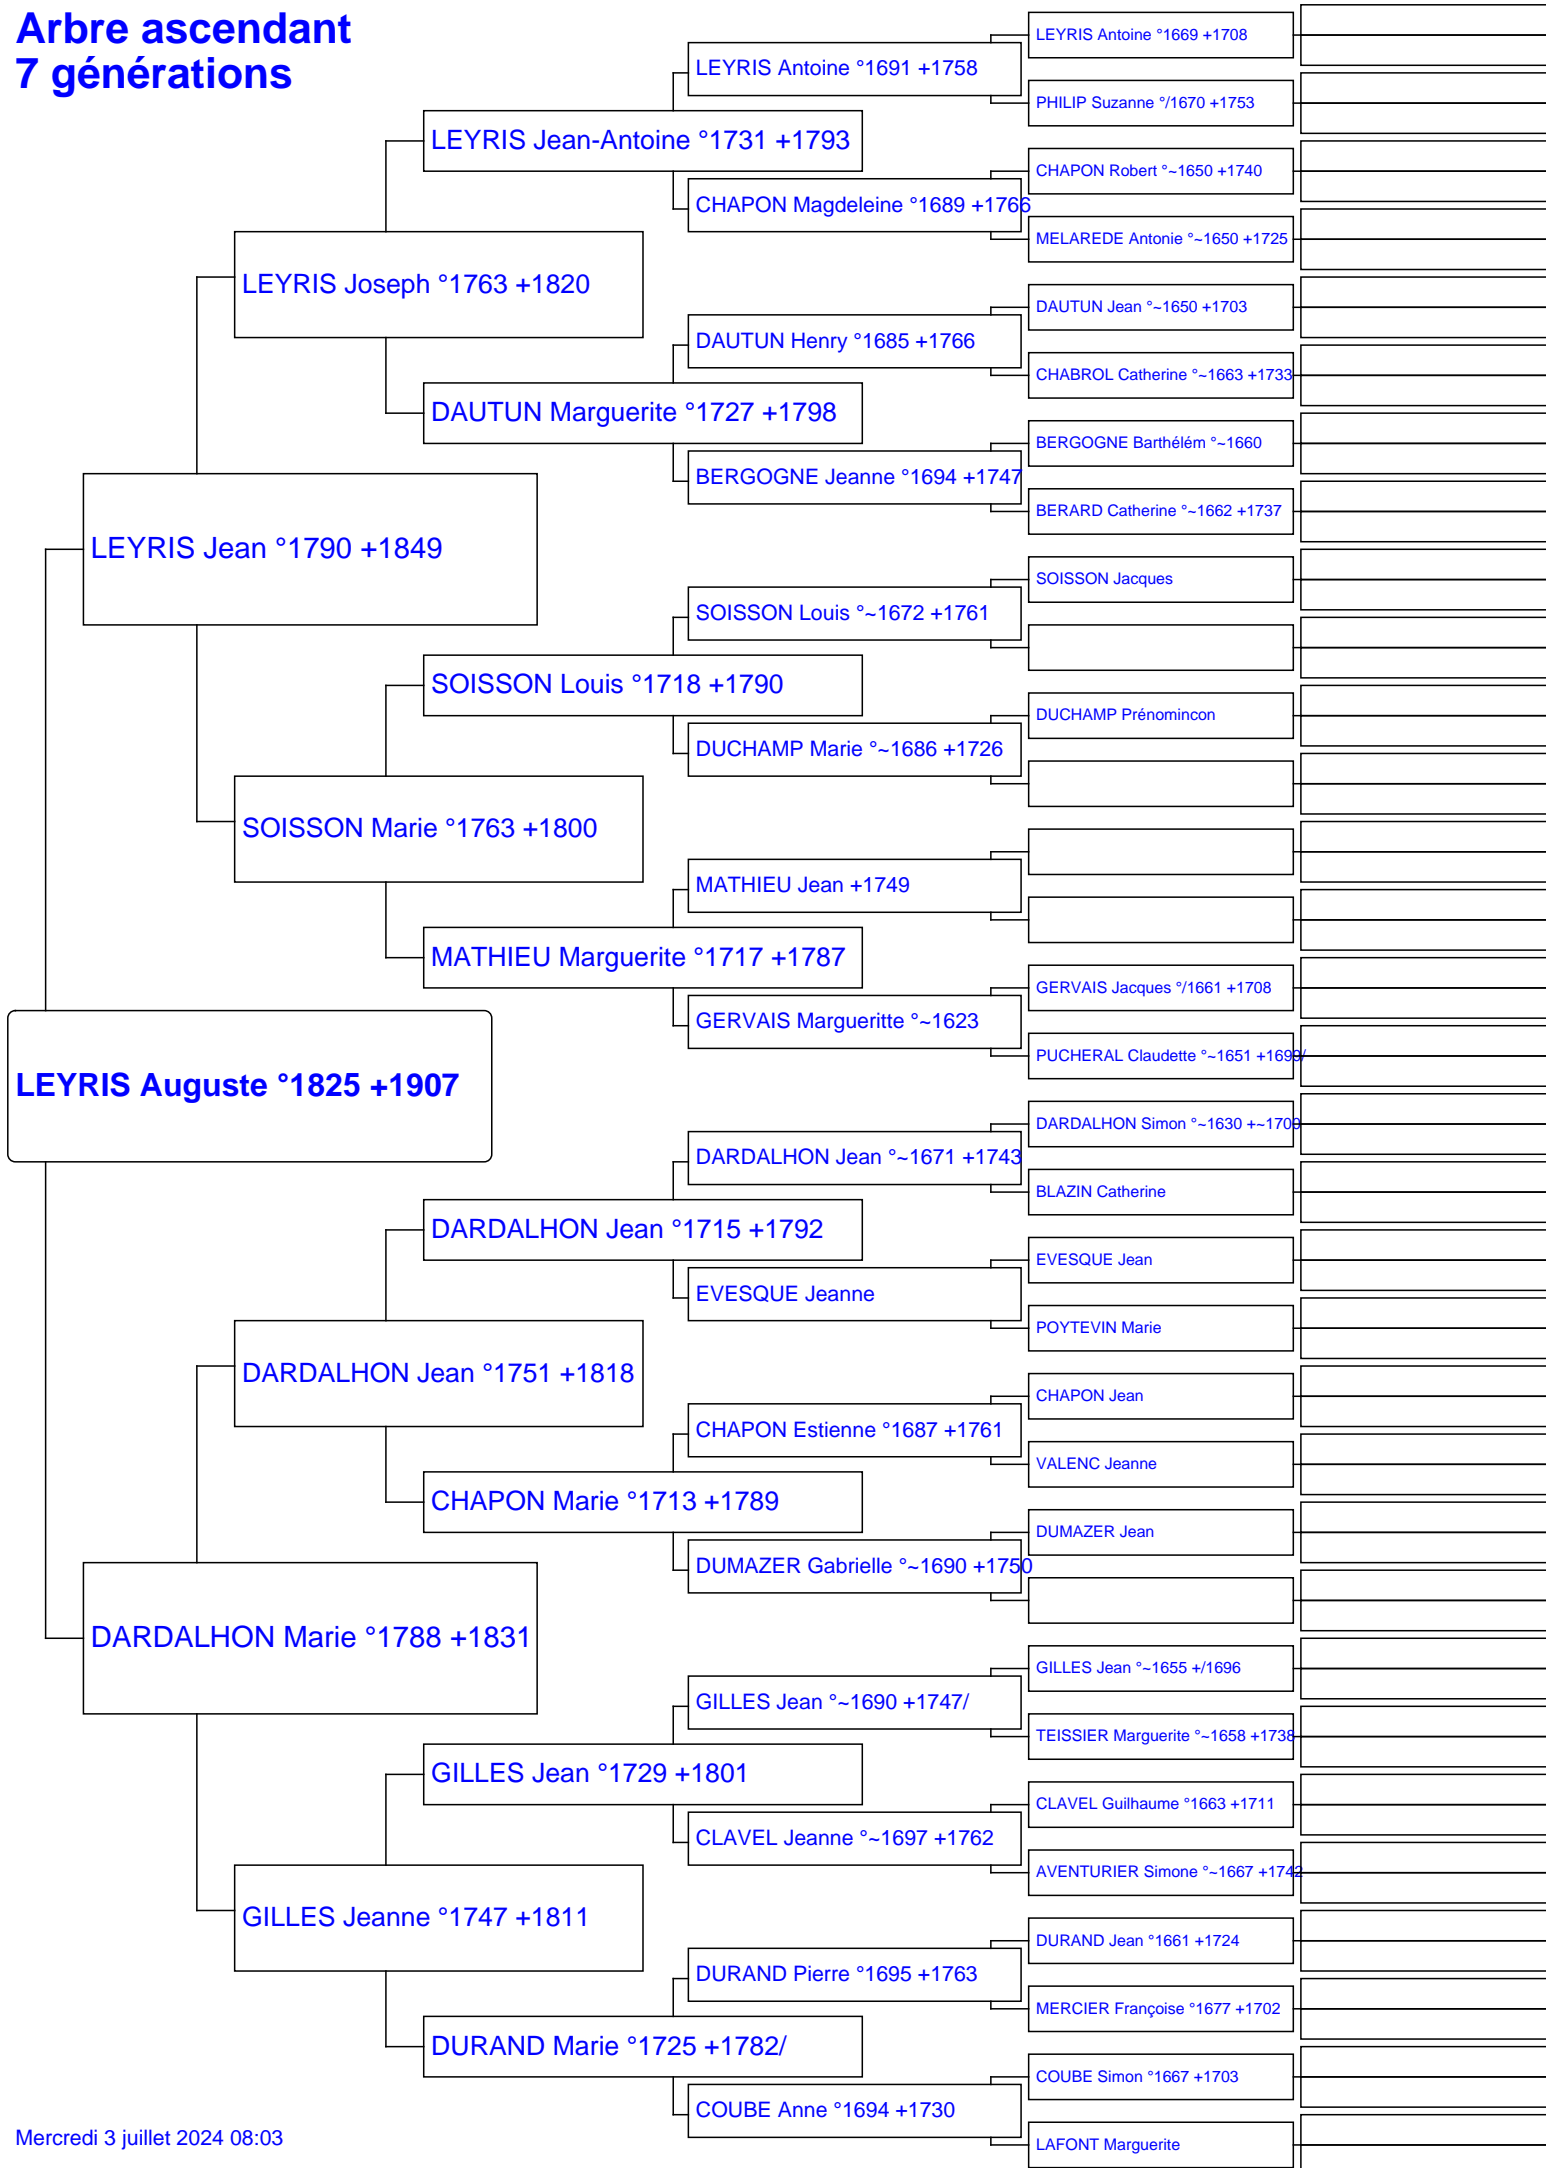 Arbre ascendant
7 générations
LEYRIS Auguste °1825 +1907
LEYRIS Jean °1790 +1849
DARDALHON Marie °1788 +1831
LEYRIS Joseph °1763 +1820
SOISSON Marie °1763 +1800
DARDALHON Jean °1751 +1818
GILLES Jeanne °1747 +1811
LEYRIS Jean-Antoine °1731 +1793
DAUTUN Marguerite °1727 +1798
SOISSON Louis °1718 +1790
MATHIEU Marguerite °1717 +1787
DARDALHON Jean °1715 +1792
CHAPON Marie °1713 +1789
GILLES Jean °1729 +1801
DURAND Marie °1725 +1782/
LEYRIS Antoine °1691 +1758
CHAPON Magdeleine °1689 +1766
DAUTUN Henry °1685 +1766
BERGOGNE Jeanne °1694 +1747
SOISSON Louis °~1672 +1761
DUCHAMP Marie °~1686 +1726
MATHIEU Jean +1749
GERVAIS Margueritte °~1623
DARDALHON Jean °~1671 +1743
EVESQUE Jeanne
CHAPON Estienne °1687 +1761
DUMAZER Gabrielle °~1690 +1750
GILLES Jean °~1690 +1747/
CLAVEL Jeanne °~1697 +1762
DURAND Pierre °1695 +1763
COUBE Anne °1694 +1730
LEYRIS Antoine °1669 +1708
PHILIP Suzanne °/1670 +1753
CHAPON Robert °~1650 +1740
MELAREDE Antonie °~1650 +1725
DAUTUN Jean °~1650 +1703
CHABROL Catherine °~1663 +1733
BERGOGNE Barthélém °~1660
BERARD Catherine °~1662 +1737
SOISSON Jacques
DUCHAMP Prénomincon
GERVAIS Jacques °/1661 +1708
PUCHERAL Claudette °~1651 +1699/
DARDALHON Simon °~1630 +~1700
BLAZIN Catherine
EVESQUE Jean
POYTEVIN Marie
CHAPON Jean
VALENC Jeanne
DUMAZER Jean
GILLES Jean °~1655 +/1696
TEISSIER Marguerite °~1658 +1738
CLAVEL Guilhaume °1663 +1711
AVENTURIER Simone °~1667 +1742
DURAND Jean °1661 +1724
MERCIER Françoise °1677 +1702
COUBE Simon °1667 +1703
LAFONT Marguerite
Mercredi 3 juillet 2024 08:03